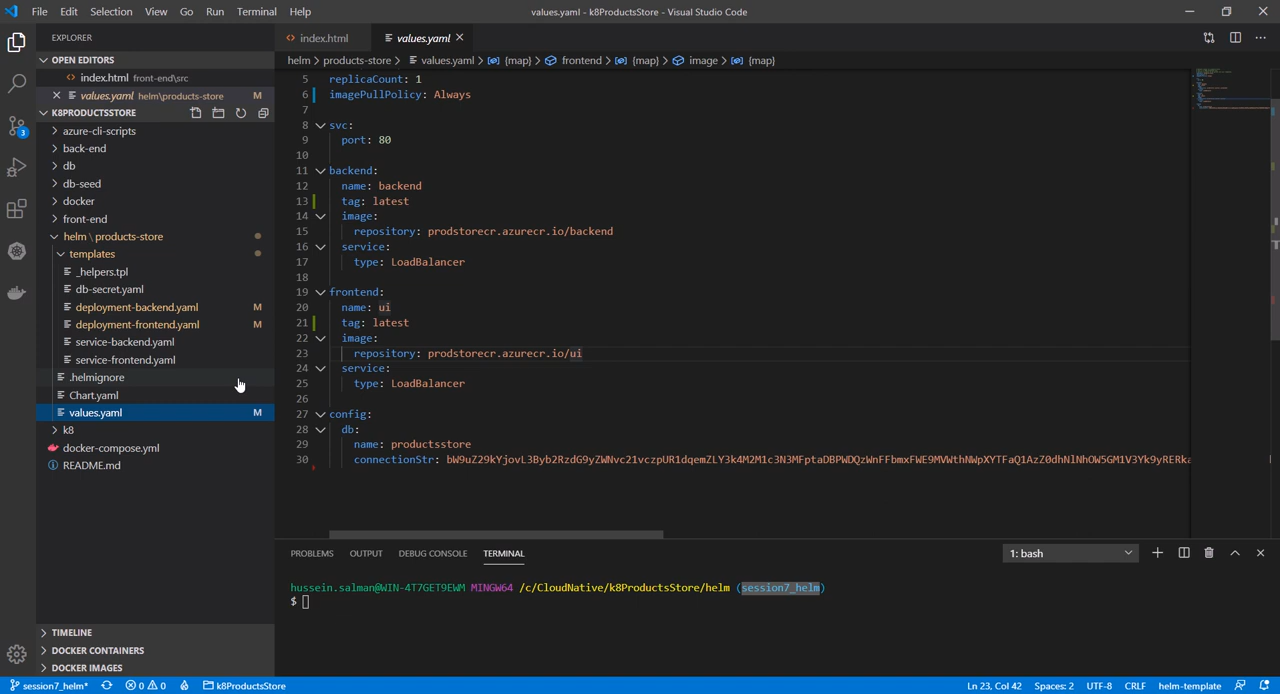 File Edit Selection View Go Run Terminal Help
values.yaml - k8ProductsStore - Visual Studio Code
EXPLORER
index.html
values.yaml
OPEN EDITORS
index.html front-end\src
values.yaml helm\products-store M
K8PRODUCTSSTORE
azure-cli-scripts
back-end
db
db-seed
docker
front-end
helm \ products-store
templates
_helpers.tpl
db-secret.yaml
deployment-backend.yaml M
deployment-frontend.yaml M
service-backend.yaml
service-frontend.yaml
.helmignore
Chart.yaml
values.yaml M
k8
docker-compose.yml
README.md
TIMELINE
DOCKER CONTAINERS
DOCKER IMAGES
3
helm > products-store > values.yaml > {map} > frontend > {map} > image > {map}
5 replicaCount: 1
6 imagePullPolicy: Always
7
8 svc:
9 port: 80
10
11 backend:
12 name: backend
13 tag: latest
14 image:
15 repository: prodstorecr.azurecr.io/backend
16 service:
17 type: LoadBalancer
18
19 frontend:
20 name: ui
21 tag: latest
22 image:
23 repository: prodstorecr.azurecr.io/ui
24 service:
25 type: LoadBalancer
26
27 config:
28 db:
29 name: productsstore
30 connectionStr:
PROBLEMS OUTPUT DEBUG CONSOLE TERMINAL
1: bash
hussein.salman@WIN-4T7GET9EWM MINGW64 /c/CloudNative/k8ProductsStore/helm (session7_helm)
$
session7_helm* 0 0 k8ProductsStore
Ln 23, Col 42 Spaces: 2 UTF-8 CRLF helm-template